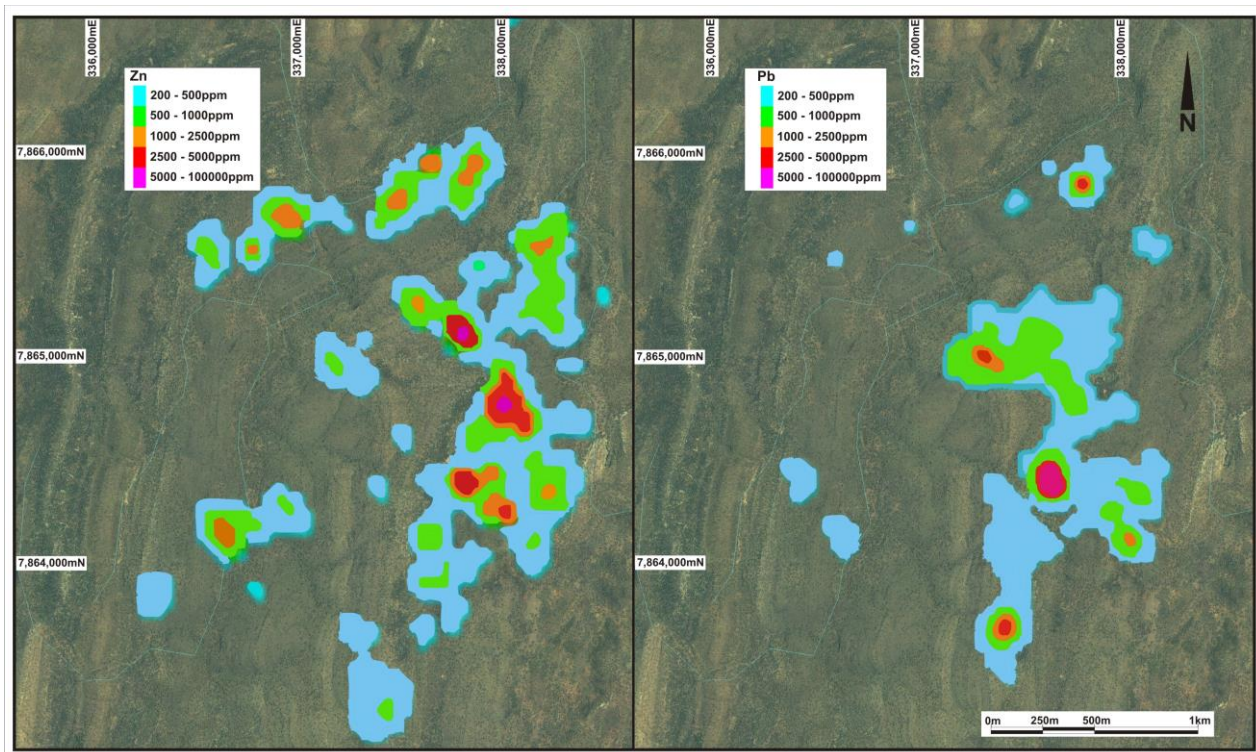 336,000mE
337,000mE
338,000mE
Zn
200 - 500ppm
500 - 1000ppm
1000 - 2500ppm
2500 - 5000ppm
5000 - 100000ppm
7,866,000mN
7,865,000mN
7,864,000mN
336,000mE
337,000mE
338,000mE
Pb
200 - 500ppm
500 - 1000ppm
1000 - 2500ppm
2500 - 5000ppm
5000 - 100000ppm
N
7,866,000mN
7,865,000mN
7,864,000mN
0m 250m 500m 1km